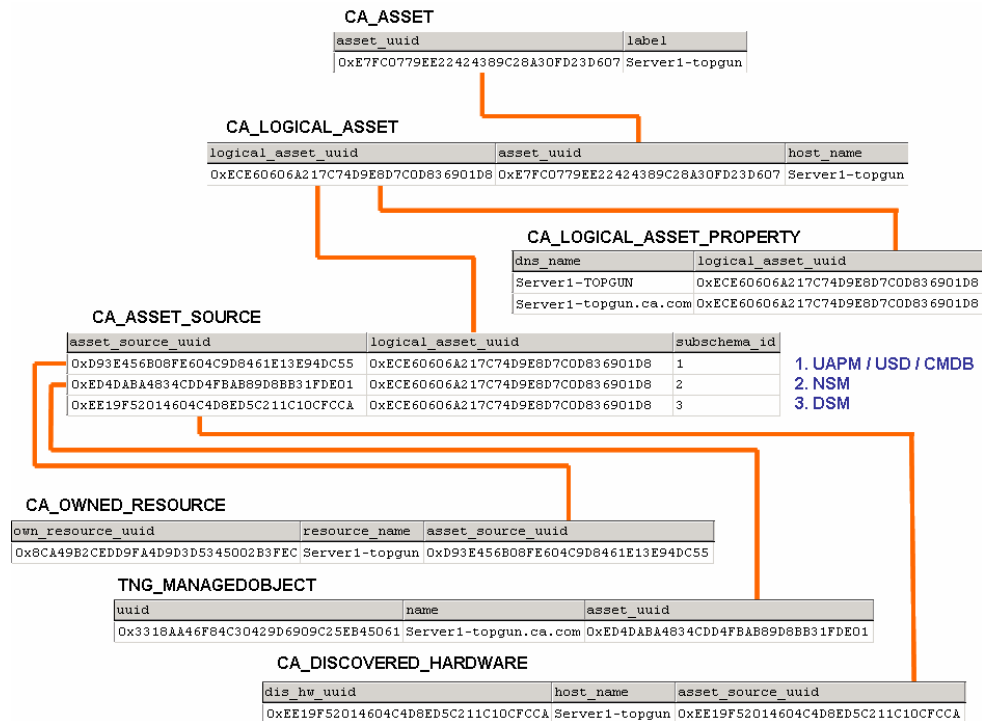 CA_ASSET
asset_uuid label
0xE7FC0779EE22424389C28A30FD23D607 Server1-topgun
CA_LOGICAL_ASSET
logical_asset_uuid asset_uuid host_name
0xECE60606A217C74D9E8D7C0D836901D8 0xE7FC0779EE22424389C28A30FD23D607 Server1-topgun
CA_LOGICAL_ASSET_PROPERTY
dns_name logical_asset_uuid
Server1-TOPGUN 0xECE60606A217C74D9E8D7C0D836901D8
Server1-topgun.ca.com 0xECE60606A217C74D9E8D7C0D836901D8
CA_ASSET_SOURCE
asset_source_uuid logical_asset_uuid subschema_id
0xD93E456B08FE604C9D8461E13E94DC55 0xECE60606A217C74D9E8D7C0D836901D8 1 1. UAPM / USD / CMDB
0xED4DABA4834CDD4FBAB89D8BB31FDE01 0xECE60606A217C74D9E8D7C0D836901D8 2 2. NSM
0xEE19F52014604C4D8ED5C211C10CFCCA 0xECE60606A217C74D9E8D7C0D836901D8 3 3. DSM
CA_OWNED_RESOURCE
own_resource_uuid resource_name asset_source_uuid
0x8CA49B2CEDD9FA4D9D3D5345002B3FEC Server1-topgun 0xD93E456B08FE604C9D8461E13E94DC55
TNG_MANAGEDOBJECT
uuid name asset_uuid
0x3318AA46F84C30429D6909C25EB45061 Server1-topgun.ca.com 0xED4DABA4834CDD4FBAB89D8BB31FDE01
CA_DISCOVERED_HARDWARE
dis_hw_uuid host_name asset_source_uuid
0xEE19F52014604C4D8ED5C211C10CFCCA Server1-topgun 0xEE19F52014604C4D8ED5C211C10CFCCA